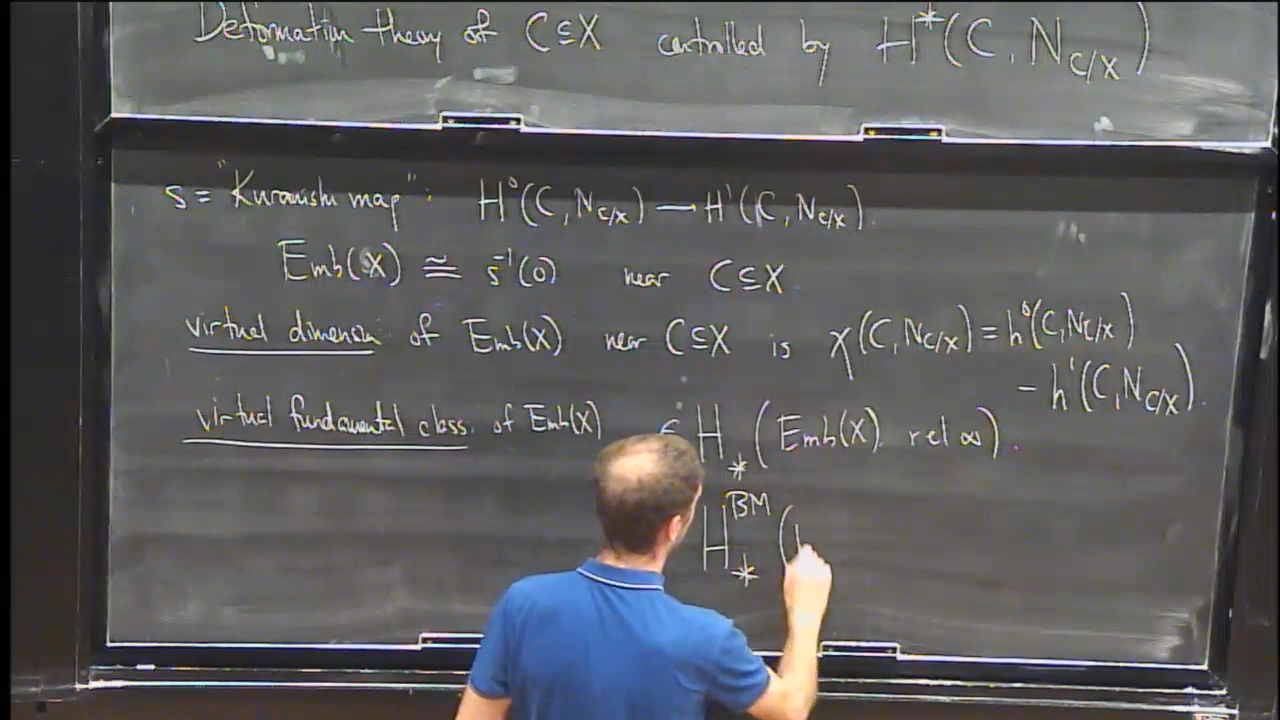 Deformation theory of C ⊆ X controlled by H*(C, N_{C/X})
s = "Kuranishi map": H⁰(C, N_{C/X}) → H¹(C, N_{C/X}).
Emb(X) ≅ s⁻¹(0) near C ⊆ X
virtual dimension of Emb(X) near C ⊆ X is χ(C, N_{C/X}) = h⁰(C, N_{C/X})
- h¹(C, N_{C/X}).
virtual fundamental class of Emb(X) ∈ H_*(Emb(X) rel ∞).
H_*^{BM}(